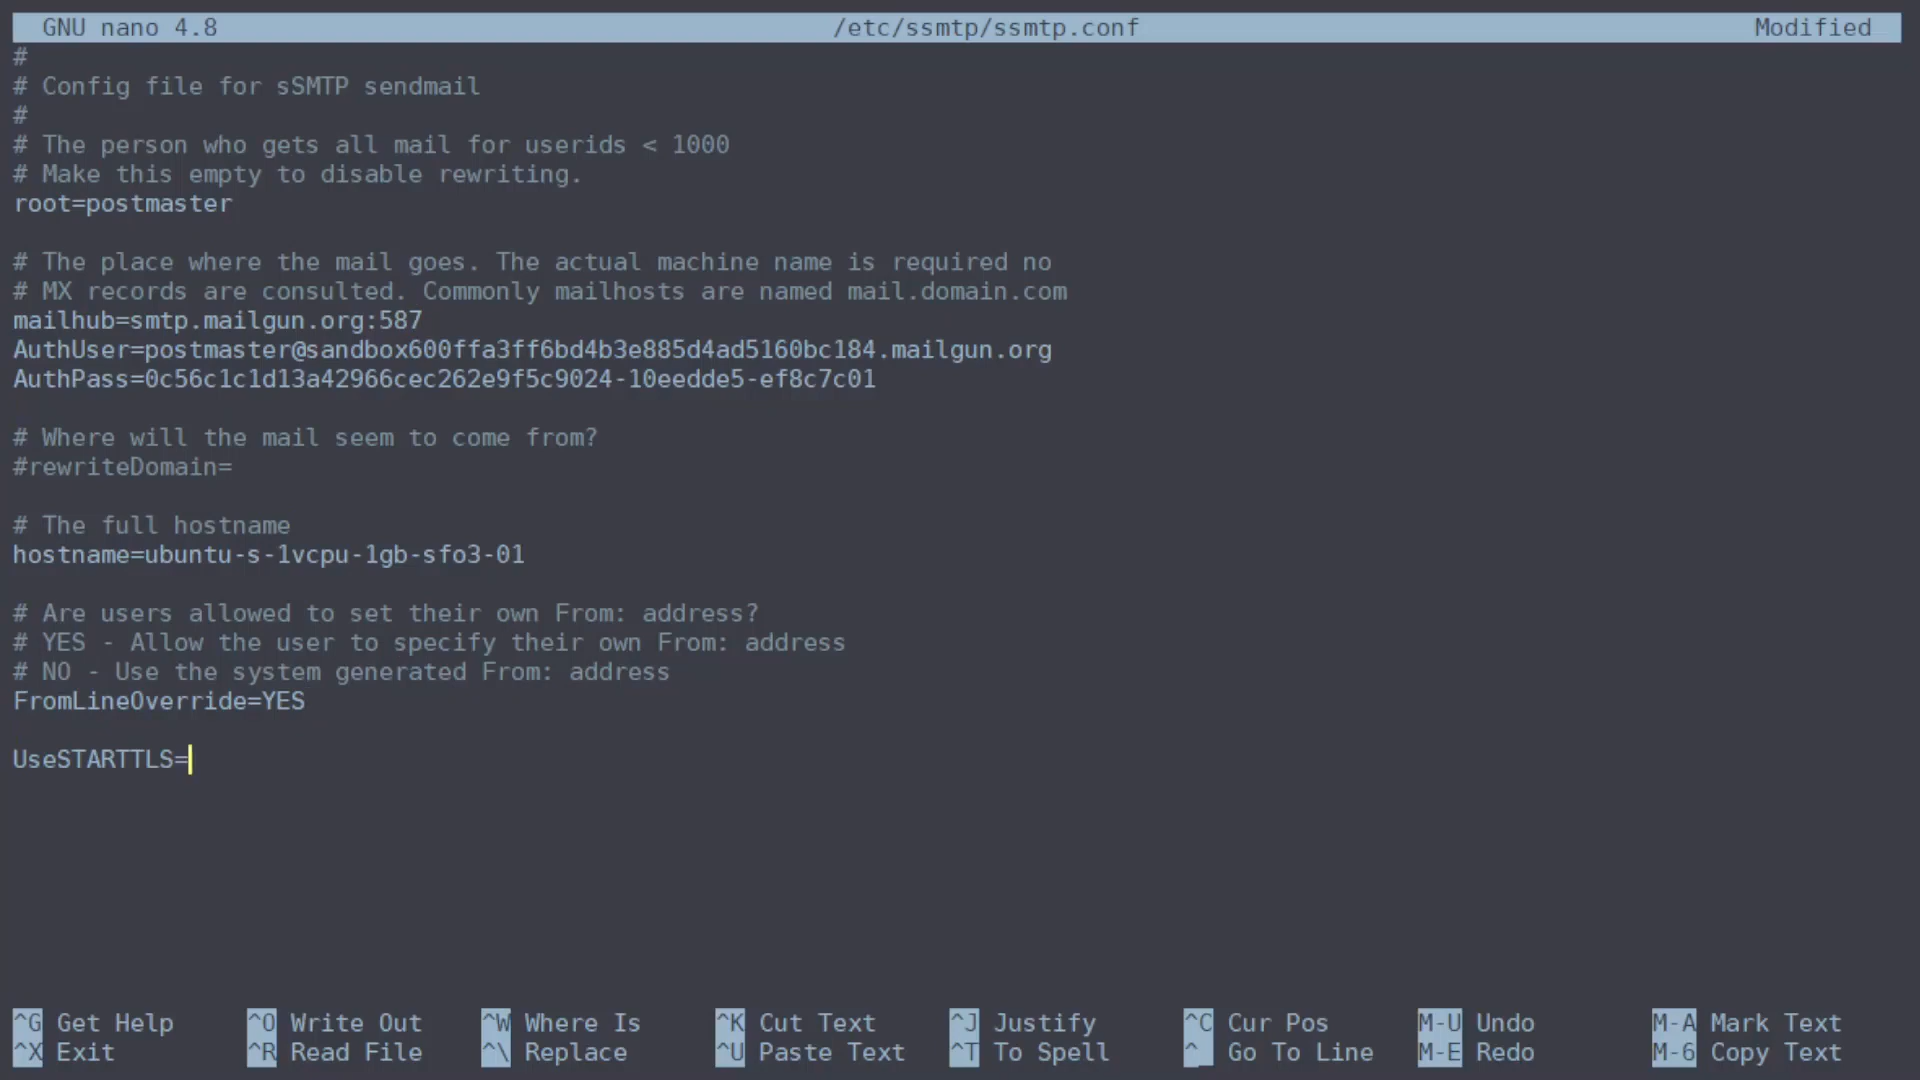 GNU nano 4.8 /etc/ssmtp/ssmtp.conf Modified
#
# Config file for sSMTP sendmail
#
# The person who gets all mail for userids < 1000
# Make this empty to disable rewriting.
root=postmaster
# The place where the mail goes. The actual machine name is required no
# MX records are consulted. Commonly mailhosts are named mail.domain.com
mailhub=smtp.mailgun.org:587
AuthUser=postmaster@sandbox600ffa3ff6bd4b3e885d4ad5160bc184.mailgun.org
AuthPass=0c56c1c1d13a42966cec262e9f5c9024-10eedde5-ef8c7c01
# Where will the mail seem to come from?
#rewriteDomain=
# The full hostname
hostname=ubuntu-s-1vcpu-1gb-sfo3-01
# Are users allowed to set their own From: address?
# YES - Allow the user to specify their own From: address
# NO - Use the system generated From: address
FromLineOverride=YES
UseSTARTTLS=
^G Get Help ^O Write Out ^W Where Is ^K Cut Text ^J Justify ^C Cur Pos M-U Undo M-A Mark Text
^X Exit ^R Read File ^\ Replace ^U Paste Text ^T To Spell ^_ Go To Line M-E Redo M-6 Copy Text